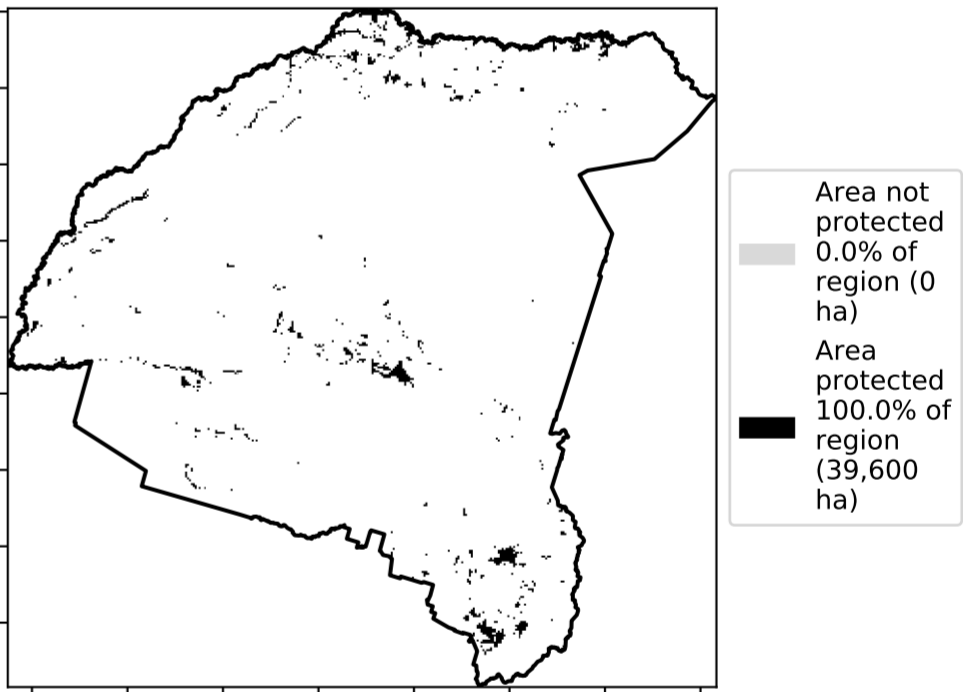 Area not
protected
0.0% of
region (0
ha)
Area
protected
100.0% of
region
(39,600
ha)